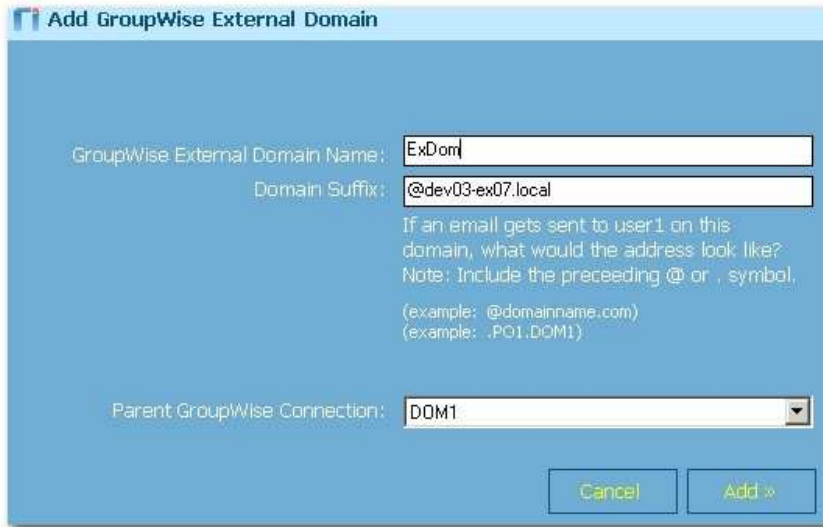 Add GroupWise External Domain
GroupWise External Domain Name:
ExDom
Domain Suffix:
@dev03-ex07.local
If an email gets sent to user1 on this
domain, what would the address look like?
Note: Include the preceeding @ or . symbol.
(example: @domainname.com)
(example: .PO1.DOM1)
Parent GroupWise Connection:
DOM1
Cancel
Add »